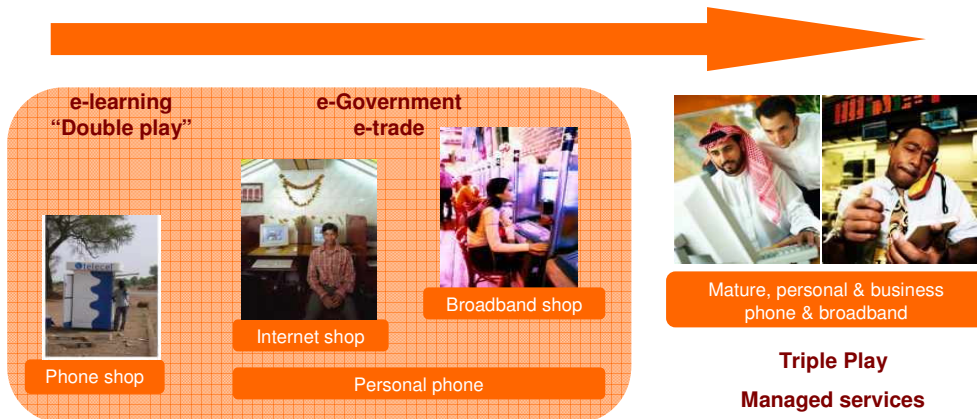 e-learning
"Double play"
e-Government
e-trade
telecel
Phone shop
Internet shop
Broadband shop
Personal phone
Mature, personal & business
phone & broadband
Triple Play
Managed services